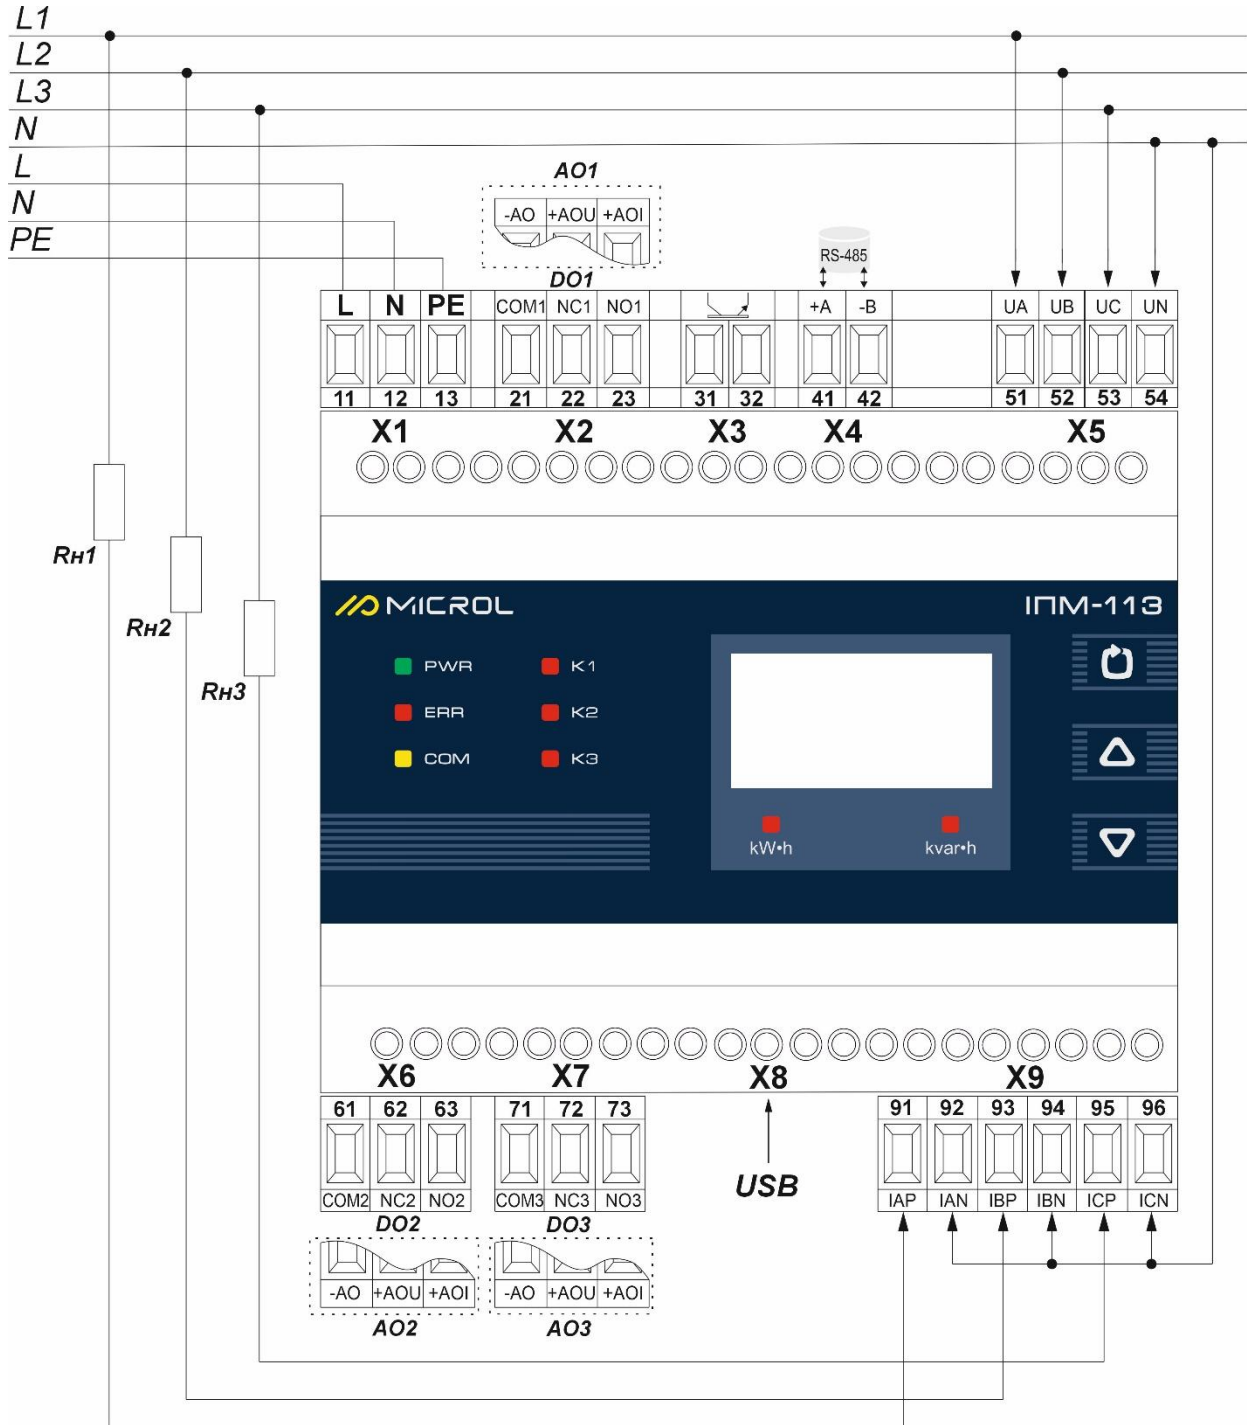 L1
L2
L3
N
L
N
PE
AO1
-AO +AOU +AOI
RS-485
DO1
L N PE COM1 NC1 NO1 +A -B UA UB UC UN
11 12 13 21 22 23 31 32 41 42 51 52 53 54
X1 X2 X3 X4 X5
Rн1
Rн2
Rн3
MICROL ІПМ-113
PWR K1
ERR K2
COM K3
kW•h kvar•h
X6 X7 X8 X9
61 62 63 71 72 73 91 92 93 94 95 96
USB
COM2 NC2 NO2 COM3 NC3 NO3 IAP IAN IBP IBN ICP ICN
DO2 DO3
-AO +AOU +AOI -AO +AOU +AOI
AO2 AO3